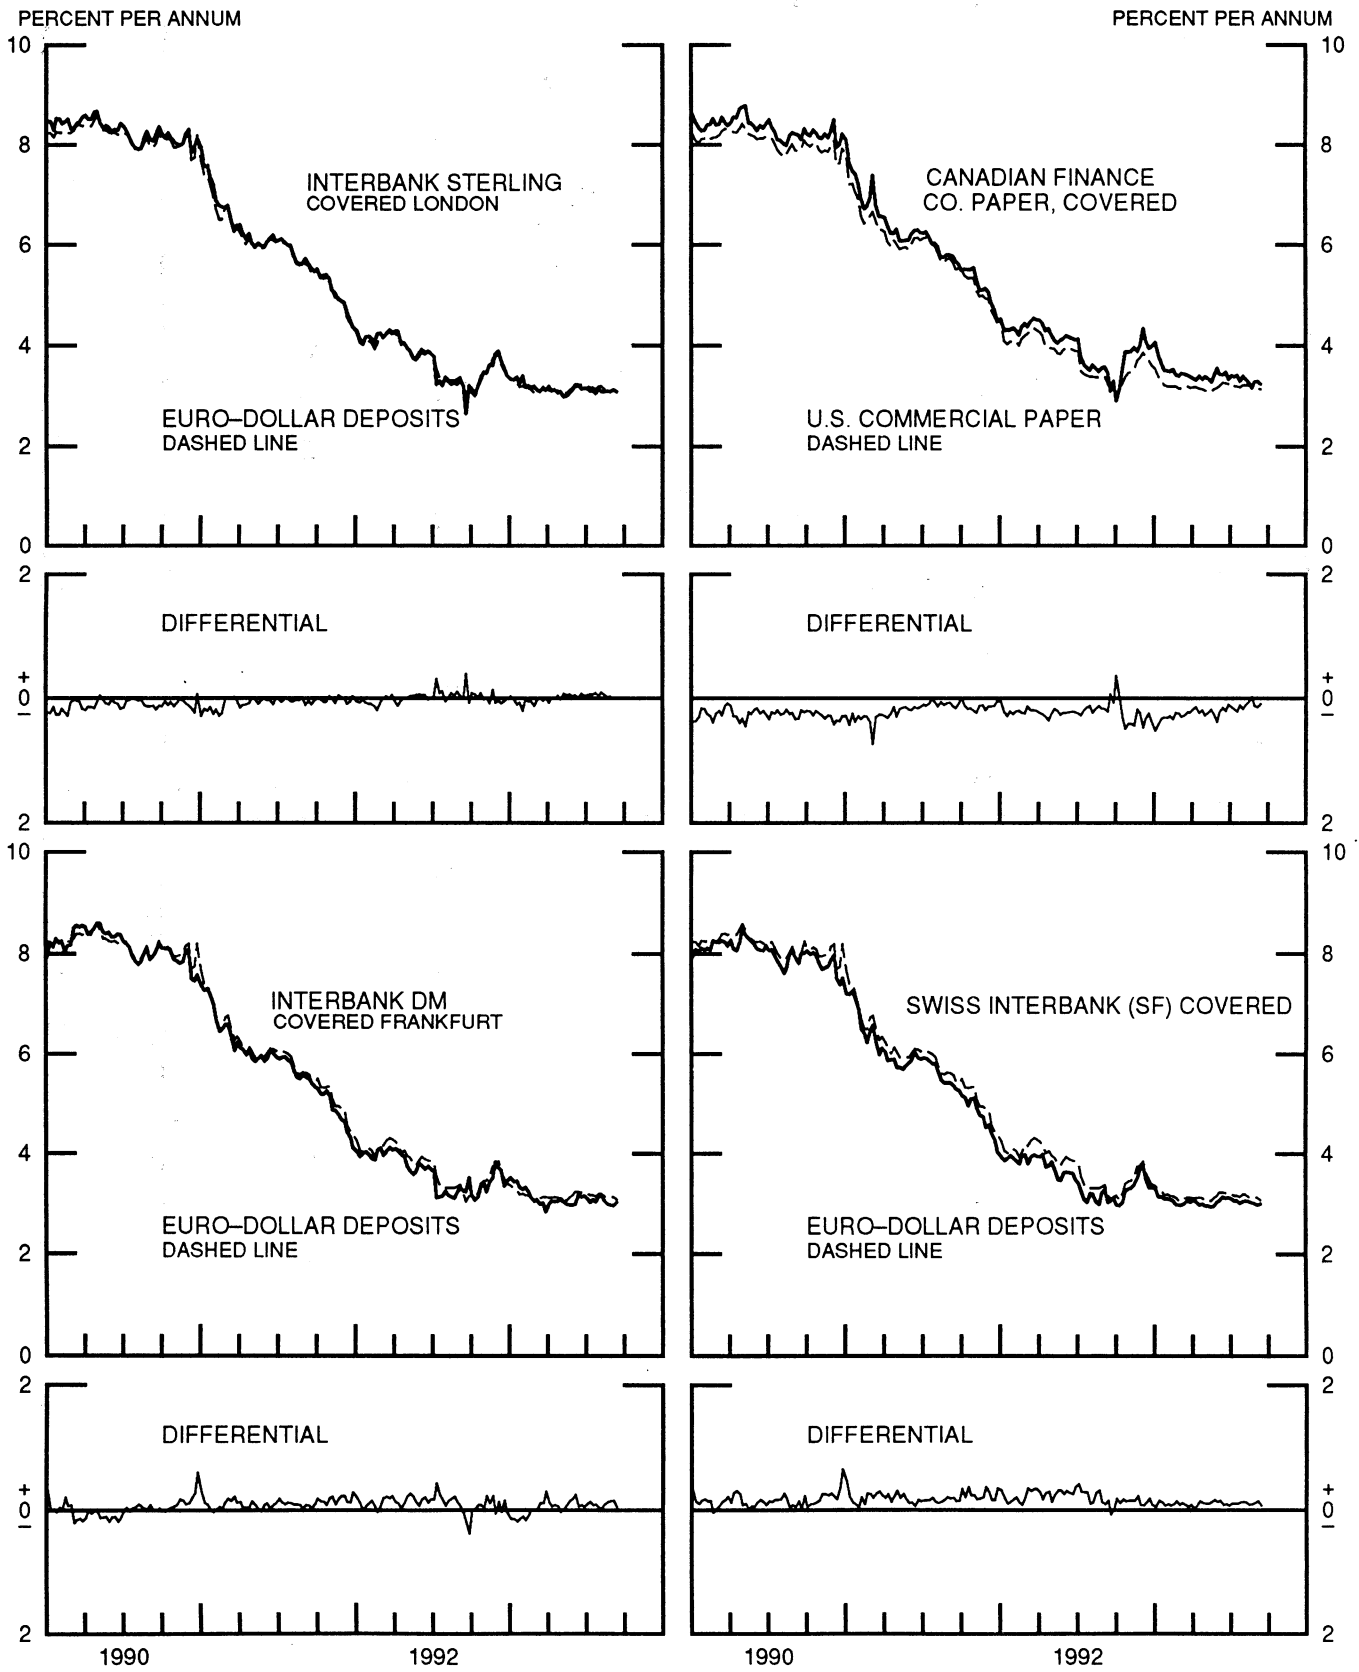 PERCENT PER ANNUM
PERCENT PER ANNUM
10
8
6
4
2
0
INTERBANK STERLING
COVERED LONDON
EURO–DOLLAR DEPOSITS
DASHED LINE
CANADIAN FINANCE
CO. PAPER, COVERED
U.S. COMMERCIAL PAPER
DASHED LINE
10
8
6
4
2
0
2
+
0
–
2
DIFFERENTIAL
DIFFERENTIAL
2
+
0
–
2
10
8
6
4
2
0
INTERBANK DM
COVERED FRANKFURT
EURO–DOLLAR DEPOSITS
DASHED LINE
SWISS INTERBANK (SF) COVERED
EURO–DOLLAR DEPOSITS
DASHED LINE
10
8
6
4
2
0
2
+
0
–
2
DIFFERENTIAL
DIFFERENTIAL
2
+
0
–
2
1990
1992
1990
1992